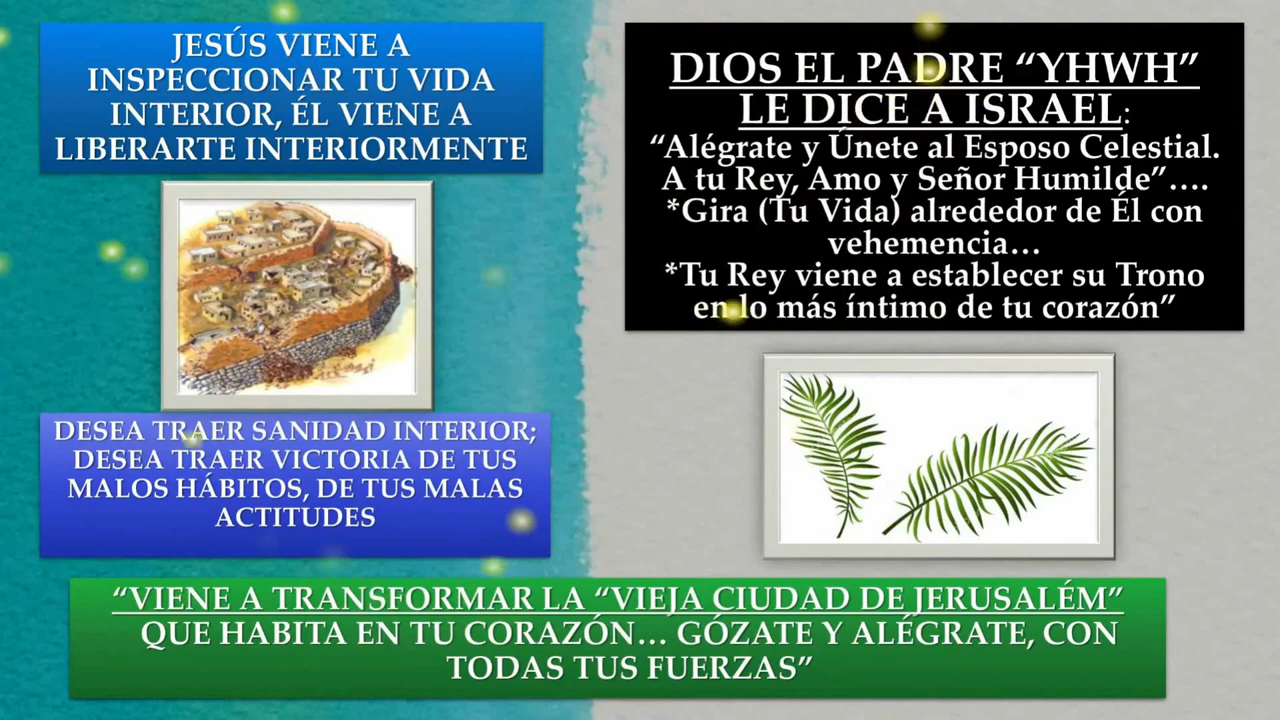 JESÚS VIENE A
INSPECCIONAR TU VIDA
INTERIOR, ÉL VIENE A
LIBERARTE INTERIORMENTE
DESEA TRAER SANIDAD INTERIOR;
DESEA TRAER VICTORIA DE TUS
MALOS HÁBITOS, DE TUS MALAS
ACTITUDES
DIOS EL PADRE “YHWH”
LE DICE A ISRAEL:
“Alégrate y Únete al Esposo Celestial.
A tu Rey, Amo y Señor Humilde”….
*Gira (Tu Vida) alrededor de Él con
vehemencia…
*Tu Rey viene a establecer su Trono
en lo más íntimo de tu corazón”
“VIENE A TRANSFORMAR LA “VIEJA CIUDAD DE JERUSALÉM”
QUE HABITA EN TU CORAZÓN… GÓZATE Y ALÉGRATE, CON
TODAS TUS FUERZAS”